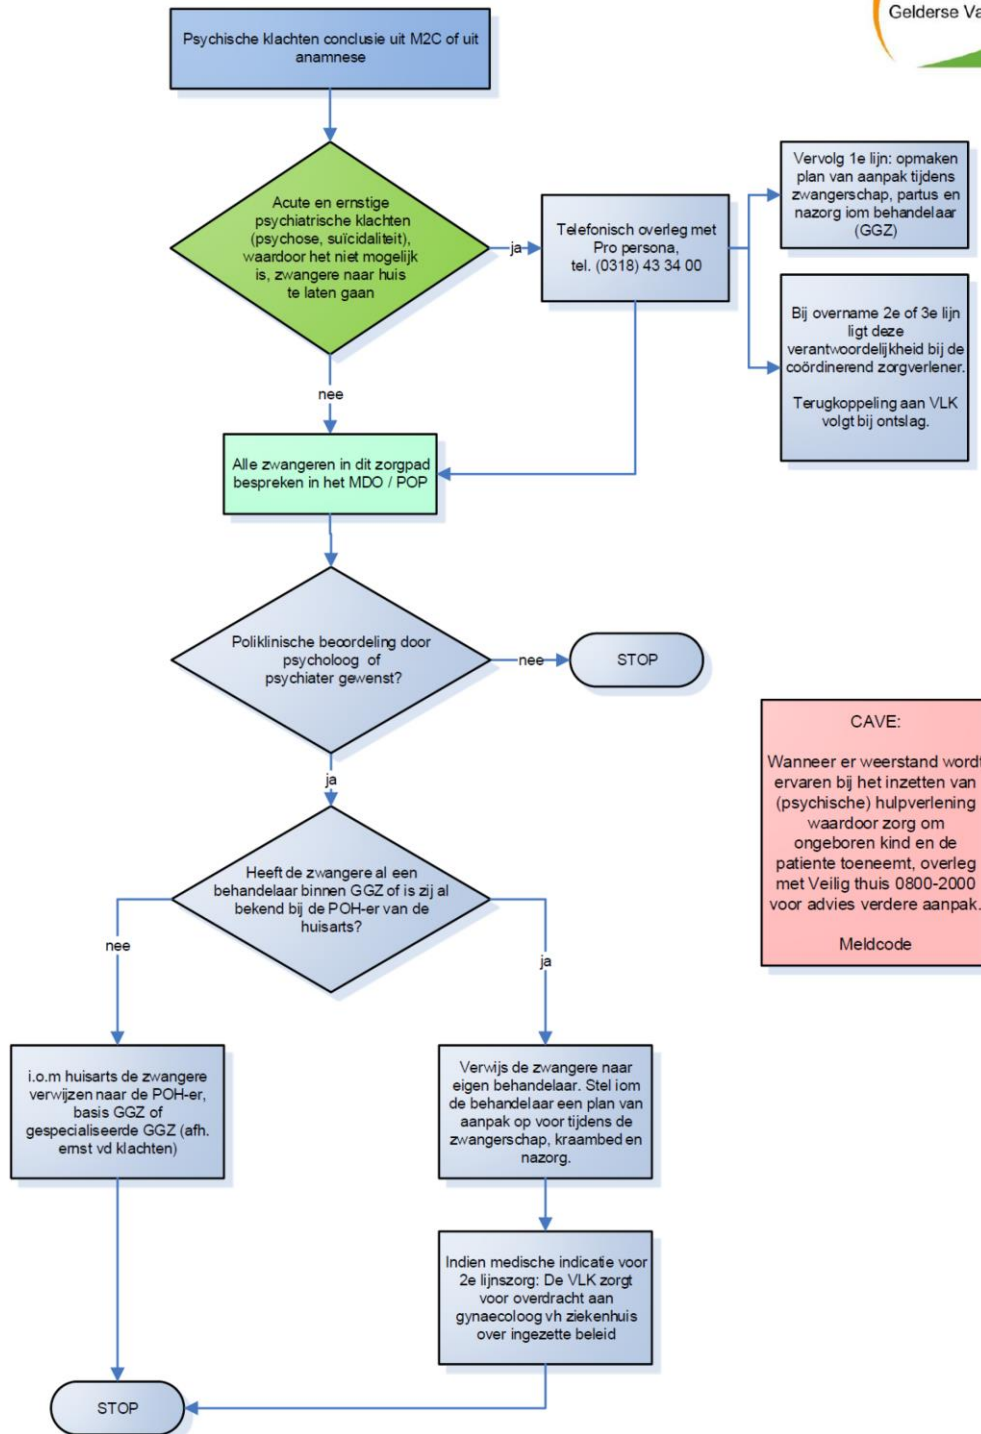 Gelderse Va
Psychische klachten conclusie uit M2C of uit
anamnese
Acute en ernstige
psychiatrische klachten
(psychose, suïcidaliteit),
waardoor het niet mogelijk
is, zwangere naar huis
te laten gaan
ja
Telefonisch overleg met
Pro persona,
tel. (0318) 43 34 00
Vervolg 1e lijn: opmaken
plan van aanpak tijdens
zwangerschap, partus en
nazorg iom behandelaar
(GGZ)
Bij overname 2e of 3e lijn
ligt deze
verantwoordelijkheid bij de
coördinerend zorgverlener.
Terugkoppeling aan VLK
volgt bij ontslag.
nee
Alle zwangeren in dit zorgpad
bespreken in het MDO / POP
Poliklinische beoordeling door
psycholoog of
psychiater gewenst?
nee
STOP
ja
CAVE:
Wanneer er weerstand wordt
ervaren bij het inzetten van
(psychische) hulpverlening
waardoor zorg om
ongeboren kind en de
patiente toeneemt, overleg
met Veilig thuis 0800-2000
voor advies verdere aanpak.
Meldcode
Heeft de zwangere al een
behandelaar binnen GGZ of is zij al
bekend bij de POH-er van de
huisarts?
nee
ja
i.o.m huisarts de zwangere
verwijzen naar de POH-er,
basis GGZ of
gespecialiseerde GGZ (afh.
ernst vd klachten)
Verwijs de zwangere naar
eigen behandelaar. Stel iom
de behandelaar een plan van
aanpak op voor tijdens de
zwangerschap, kraambed en
nazorg.
Indien medische indicatie voor
2e lijnszorg: De VLK zorgt
voor overdracht aan
gynaecoloog vh ziekenhuis
over ingezette beleid
STOP